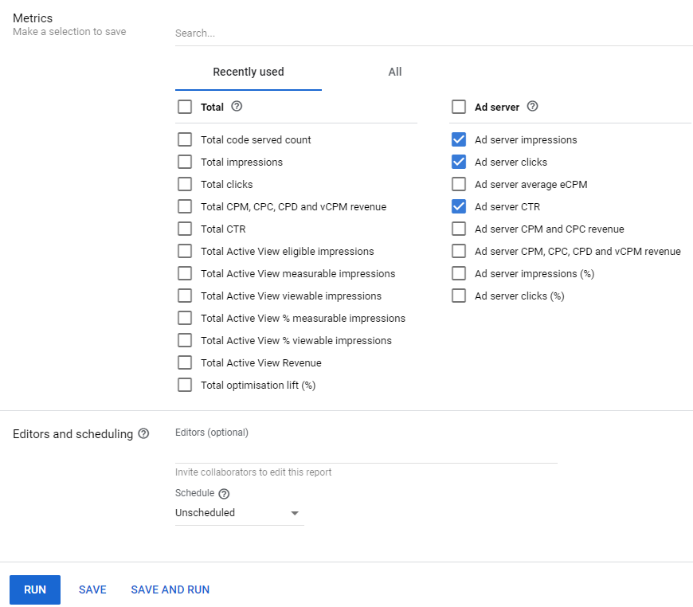 Metrics
Make a selection to save
Search...
Recently used
All
Total
Total code served count
Total impressions
Total clicks
Total CPM, CPC, CPD and vCPM revenue
Total CTR
Total Active View eligible impressions
Total Active View measurable impressions
Total Active View viewable impressions
Total Active View % measurable impressions
Total Active View % viewable impressions
Total Active View Revenue
Total optimisation lift (%)
Ad server
Ad server impressions
Ad server clicks
Ad server average eCPM
Ad server CTR
Ad server CPM and CPC revenue
Ad server CPM, CPC, CPD and vCPM revenue
Ad server impressions (%)
Ad server clicks (%)
Editors and scheduling
Editors (optional)
Invite collaborators to edit this report
Schedule
Unscheduled
RUN
SAVE
SAVE AND RUN